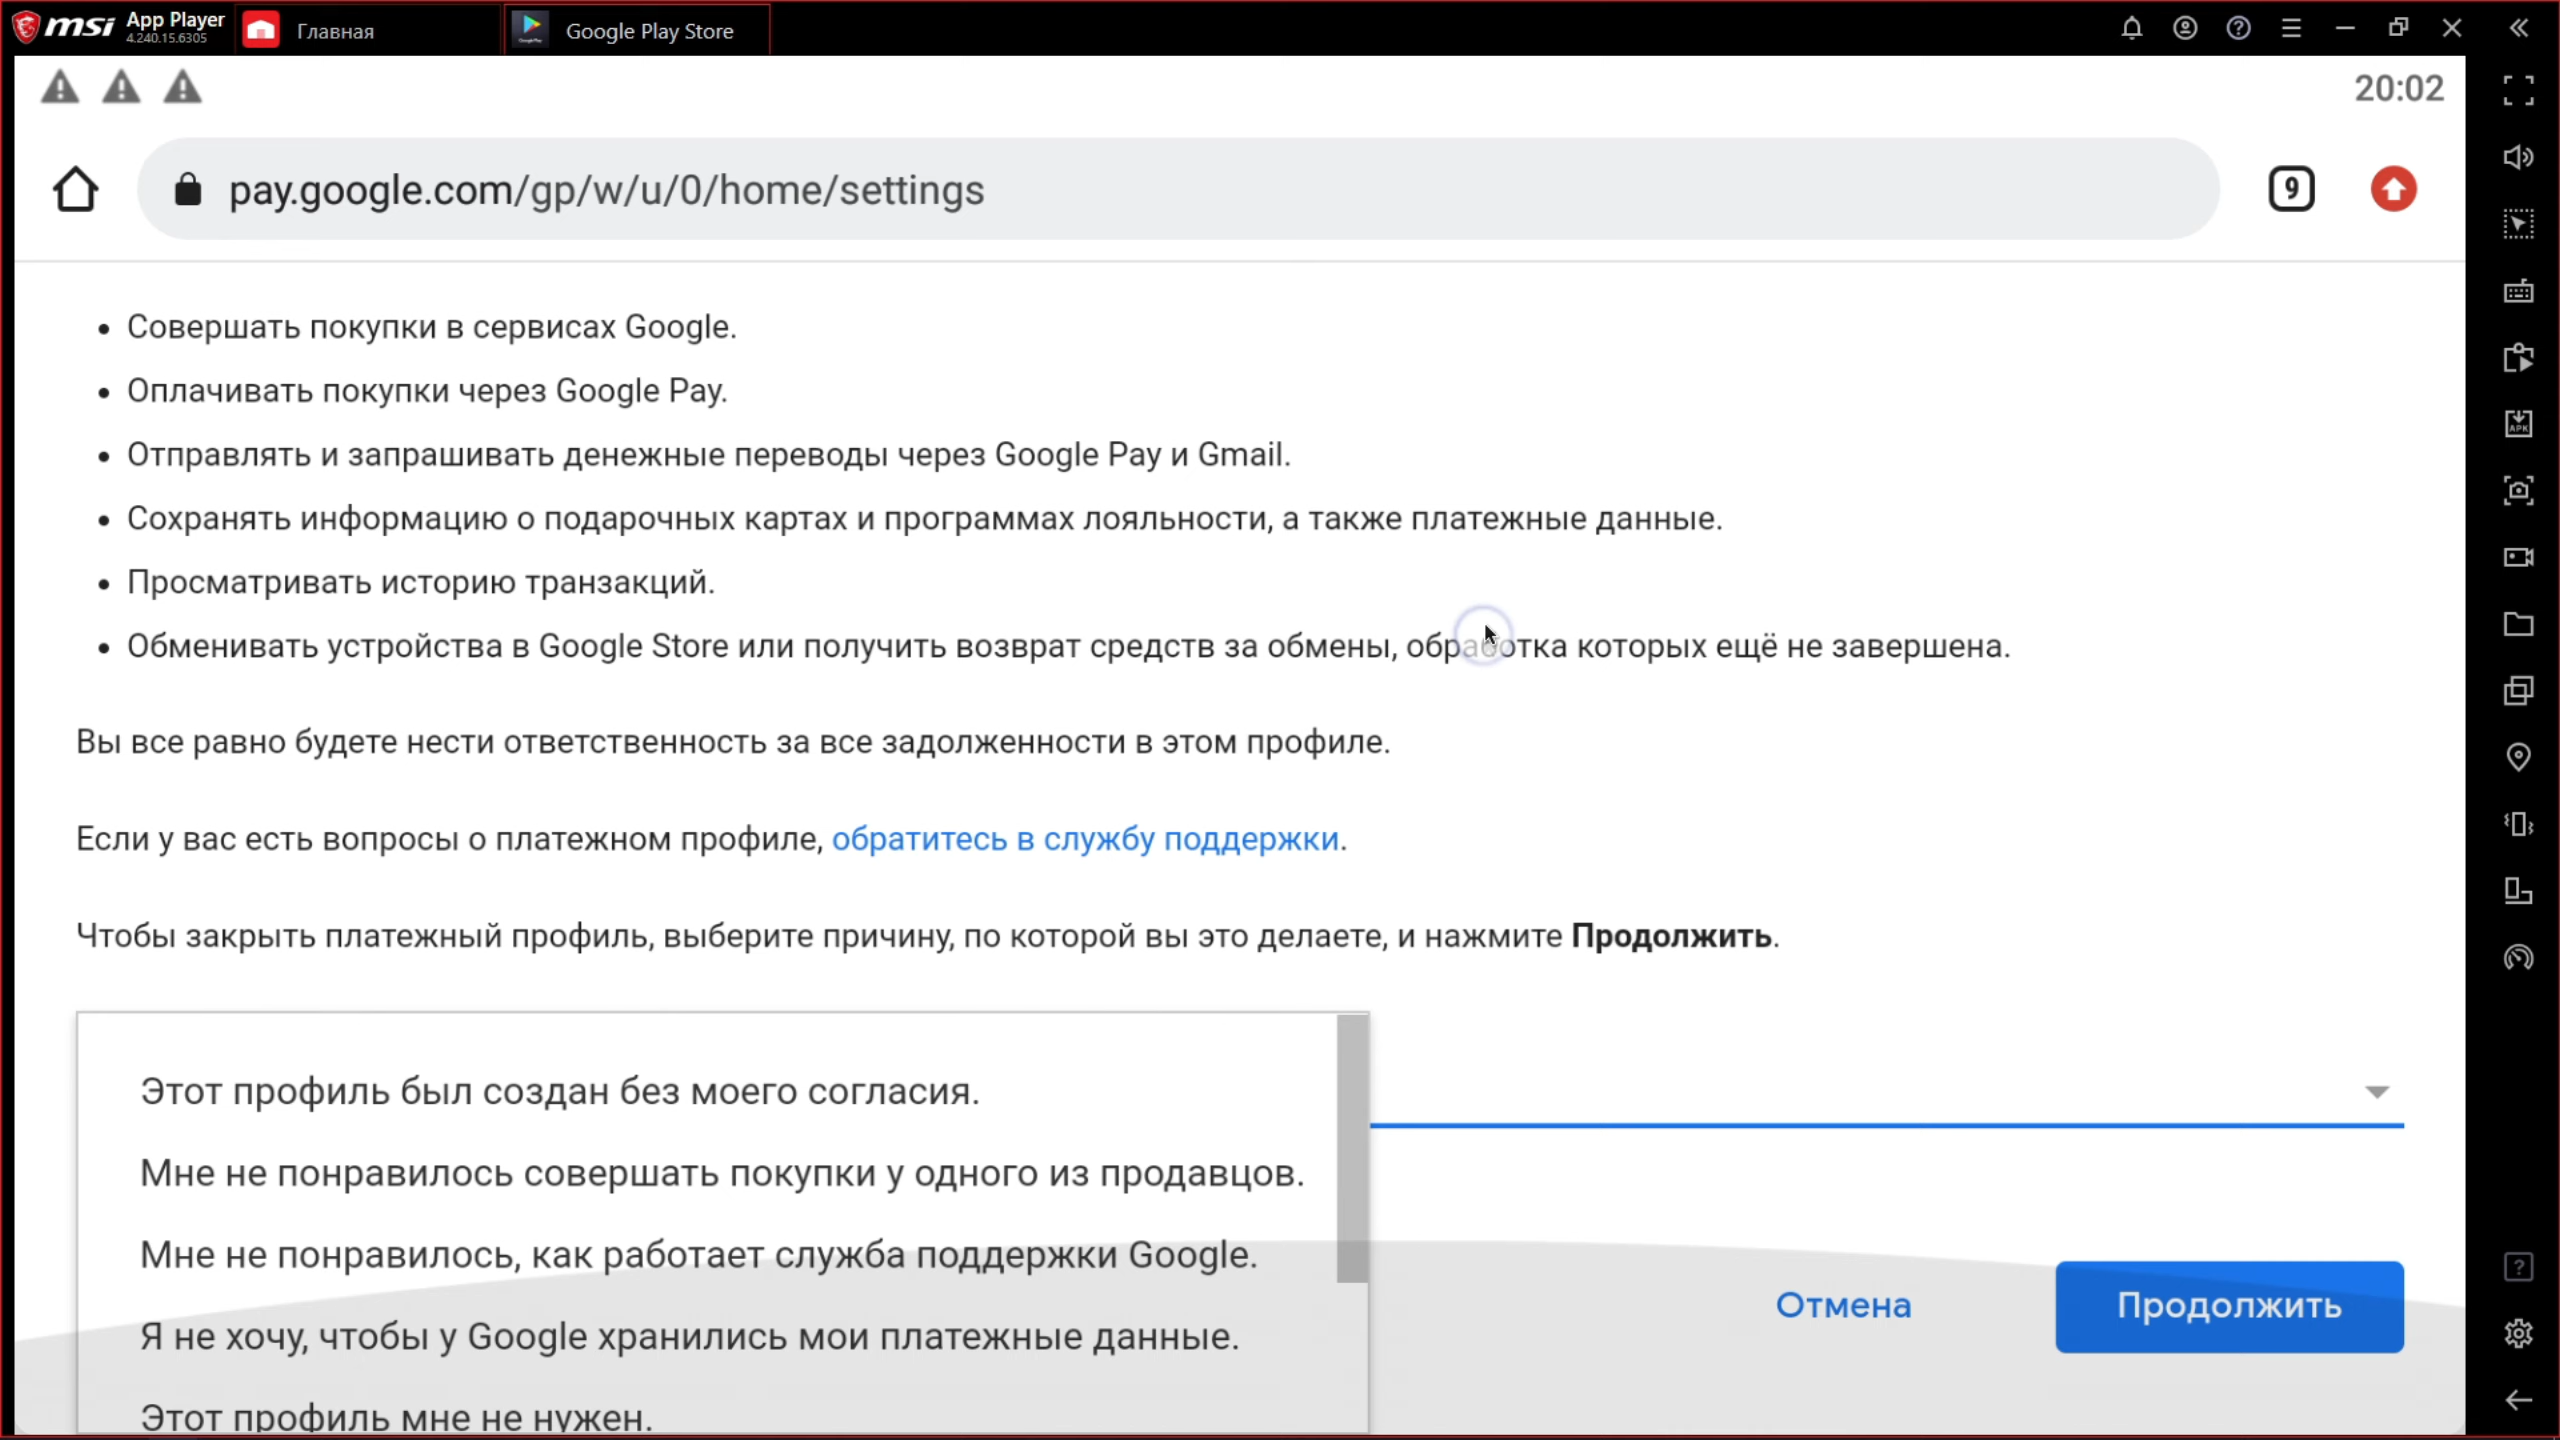 msi App Player
4.240.15.6305
Главная
Google Play Store
20:02
pay.google.com/gp/w/u/0/home/settings
9
• Совершать покупки в сервисах Google.
• Оплачивать покупки через Google Pay.
• Отправлять и запрашивать денежные переводы через Google Pay и Gmail.
• Сохранять информацию о подарочных картах и программах лояльности, а также платежные данные.
• Просматривать историю транзакций.
• Обменивать устройства в Google Store или получить возврат средств за обмены, обработка которых ещё не завершена.
Вы все равно будете нести ответственность за все задолженности в этом профиле.
Если у вас есть вопросы о платежном профиле, обратитесь в службу поддержки.
Чтобы закрыть платежный профиль, выберите причину, по которой вы это делаете, и нажмите Продолжить.
Этот профиль был создан без моего согласия.
Мне не понравилось совершать покупки у одного из продавцов.
Мне не понравилось, как работает служба поддержки Google.
Я не хочу, чтобы у Google хранились мои платежные данные.
Этот профиль мне не нужен.
Отмена
Продолжить
APK